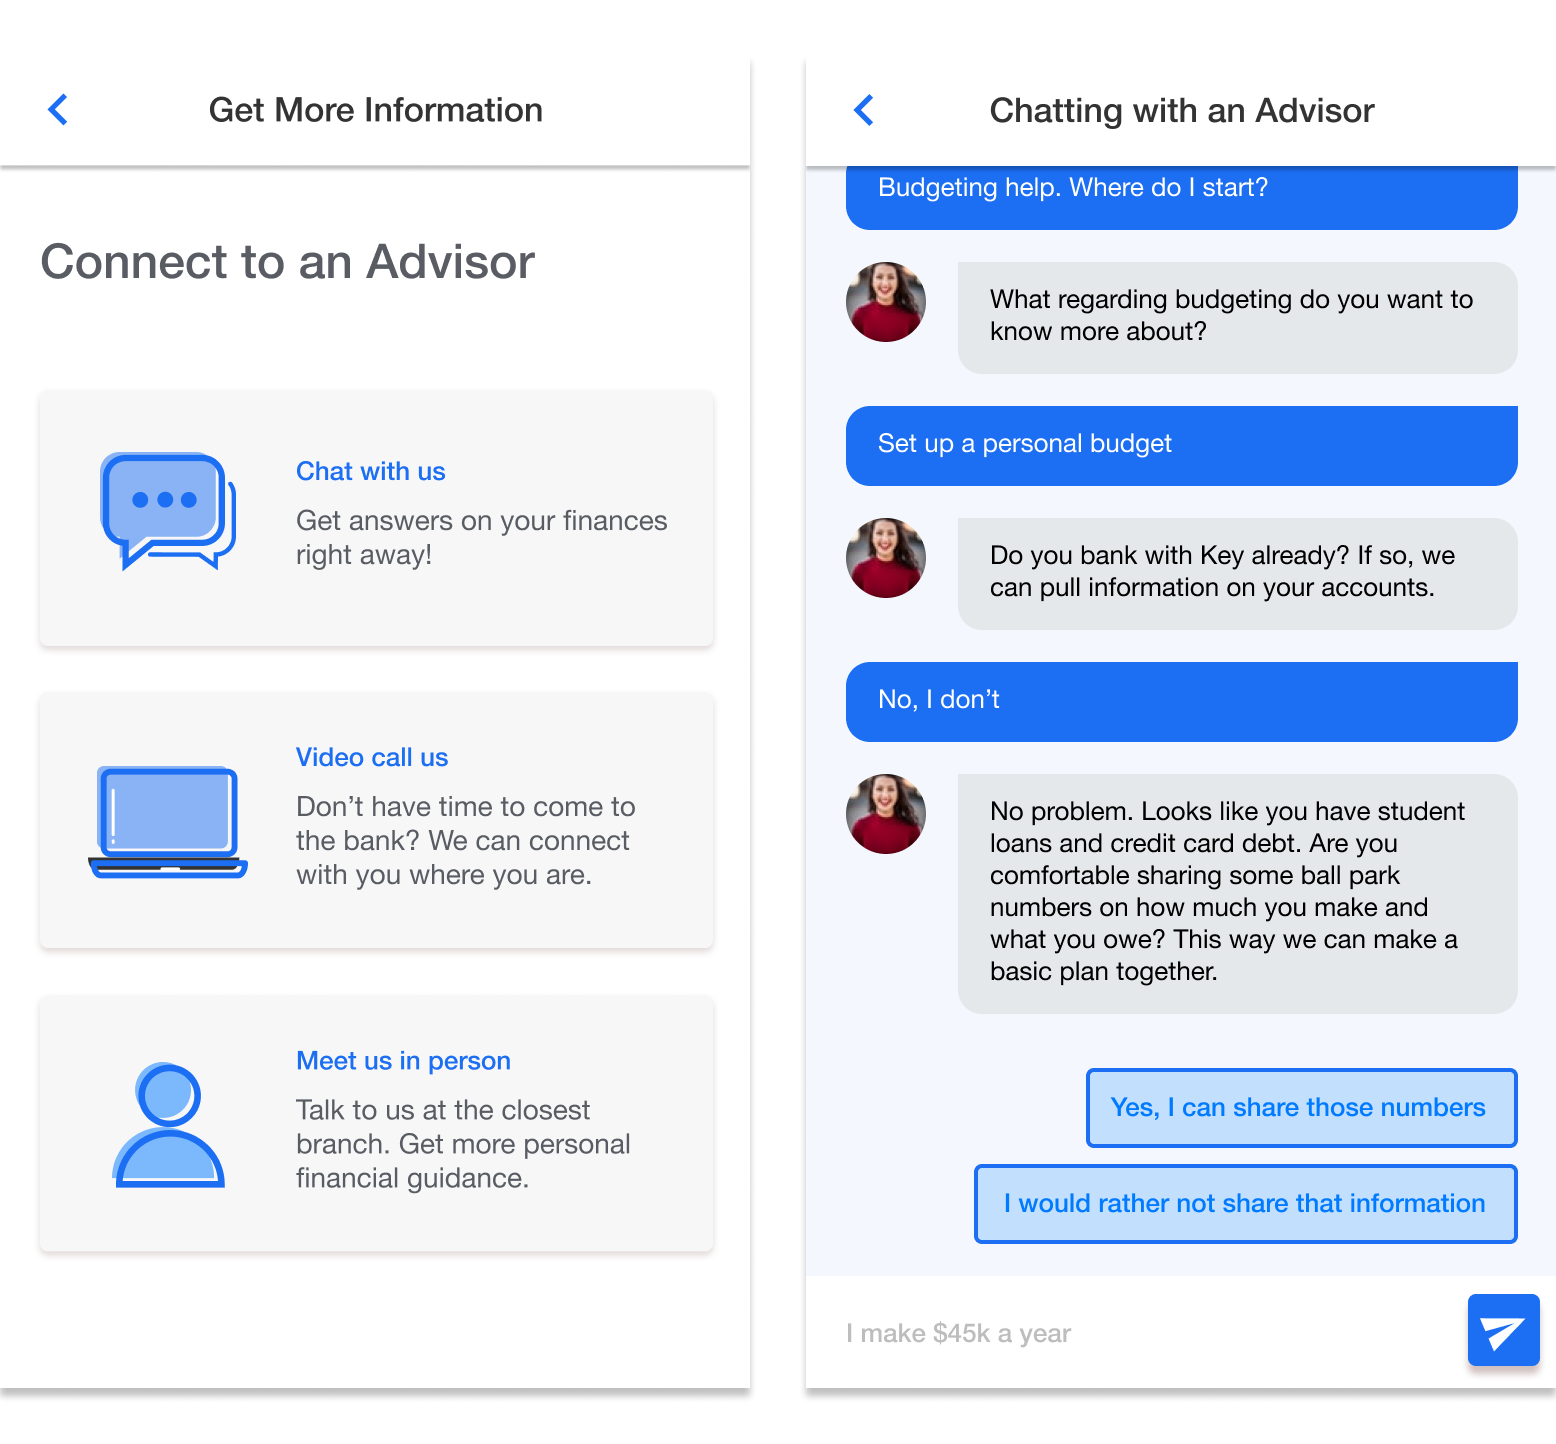 Get More Information
Connect to an Advisor
Chat with us
Get answers on your finances
right away!
Video call us
Don’t have time to come to
the bank? We can connect
with you where you are.
Meet us in person
Talk to us at the closest
branch. Get more personal
financial guidance.
Chatting with an Advisor
Budgeting help. Where do I start?
What regarding budgeting do you want to
know more about?
Set up a personal budget
Do you bank with Key already? If so, we
can pull information on your accounts.
No, I don’t
No problem. Looks like you have student
loans and credit card debt. Are you
comfortable sharing some ball park
numbers on how much you make and
what you owe? This way we can make a
basic plan together.
Yes, I can share those numbers
I would rather not share that information
I make $45k a year